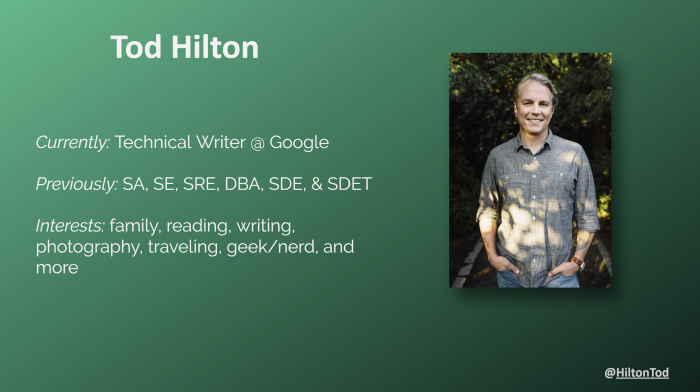 Tod Hilton
Currently: Technical Writer @ Google
Previously: SA, SE, SRE, DBA, SDE, & SDET
Interests: family, reading, writing,
photography, traveling, geek/nerd, and
more
@HiltonTod